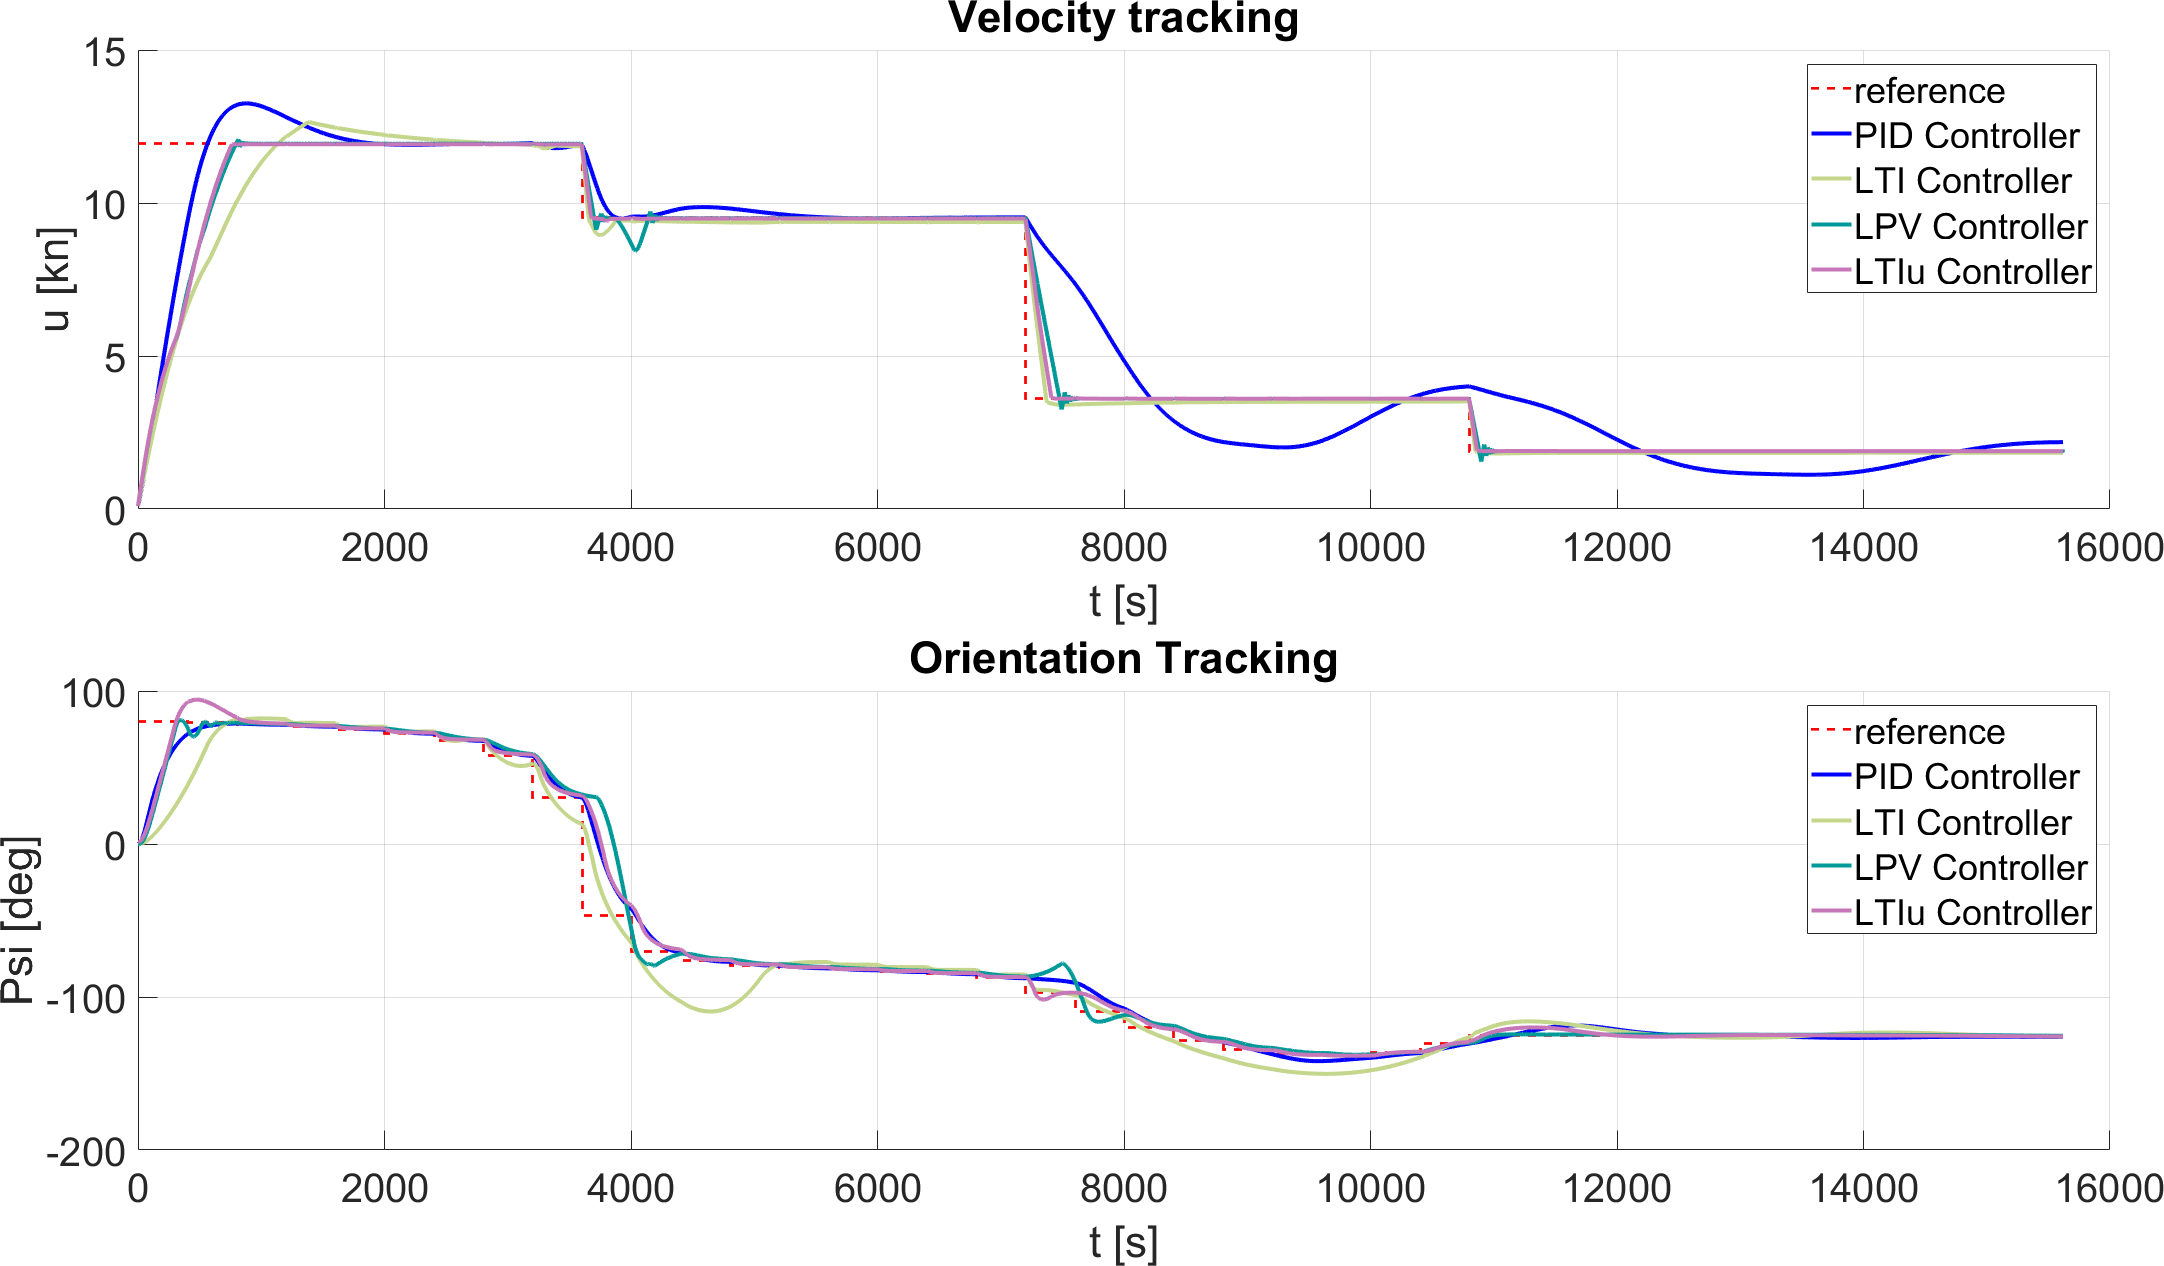 Velocity tracking
15
10
5
0
u [kn]
reference
PID Controller
LTI Controller
LPV Controller
LTIu Controller
0 2000 4000 6000 8000 10000 12000 14000 16000
t [s]
Orientation Tracking
100
0
-100
-200
Psi [deg]
reference
PID Controller
LTI Controller
LPV Controller
LTIu Controller
0 2000 4000 6000 8000 10000 12000 14000 16000
t [s]